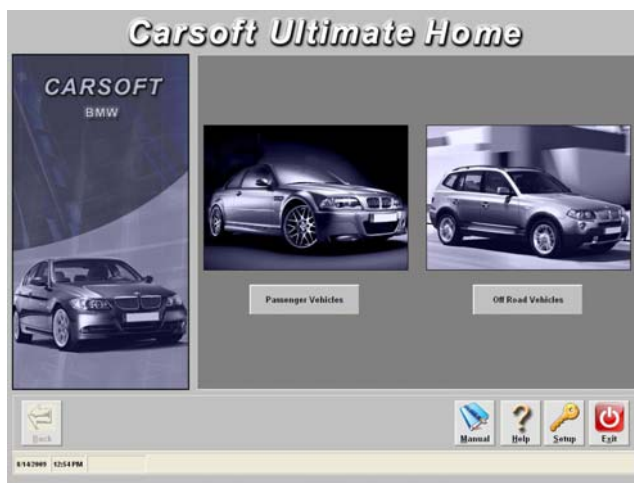 Carsoft Ultimate Home
CARSOFT
BMW
Passenger Vehicles
Off Road Vehicles
Back
Manual
Help
Setup
Exit
8/14/2009 12:54 PM